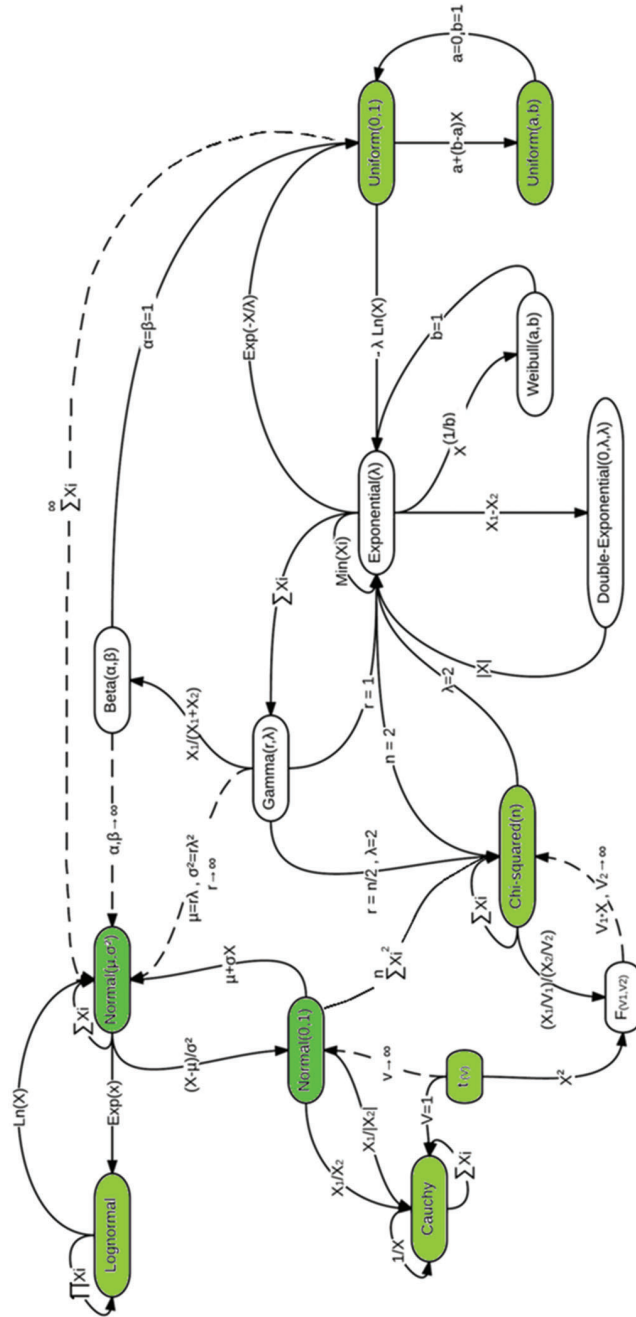 ∏Xi
Lognormal
Ln(X)
Exp(x)
∑Xi
Normal(μ,σ²)
α,β→∞
Beta(α,β)
∞
∑Xi
α=β=1
(X-μ)/σ²
μ+σX
μ=rλ , σ²=rλ²
r→∞
X₁/(X₁+X₂)
∑Xi
Exp(-X/λ)
Normal(0,1)
Gamma(r,λ)
1/X
Cauchy
∑Xi
X₁/X₂
X₁/|X₂|
v→∞
V=1
t(V)
X²
n
∑Xi²
r = n/2 , λ=2
r = 1
n = 2
Min(Xi)
Exponential(λ)
- λ Ln(X)
Uniform(0,1)
a+(b-a)X
a=0,b=1
Uniform(a,b)
∑Xi
Chi-squared(n)
λ=2
|X|
X₁-X₂
X^(1/b)
b=1
Weibull(a,b)
Double-Exponential(0,λ,λ)
(X₁/V₁)/(X₂/V₂)
V₁*X , V₂→∞
F(V1,V2)